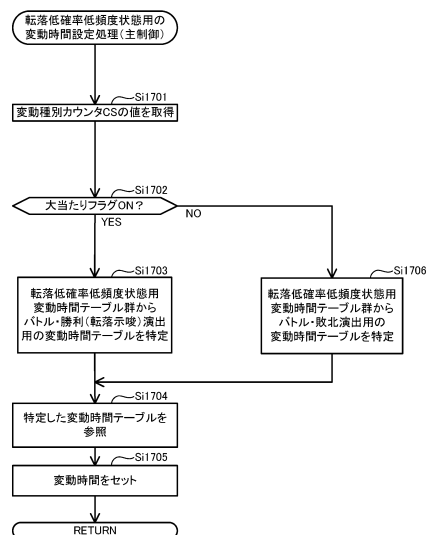 転落低確率低頻度状態用の
変動時間設定処理(主制御)
Si1701
変動種別カウンタCSの値を取得
Si1702
大当たりフラグON?
YES
NO
Si1703
転落低確率低頻度状態用
変動時間テーブル群から
バトル・勝利(転落示唆)演出
用の変動時間テーブルを特定
Si1706
転落低確率低頻度状態用
変動時間テーブル群から
バトル・敗北演出用の
変動時間テーブルを特定
Si1704
特定した変動時間テーブルを
参照
Si1705
変動時間をセット
RETURN